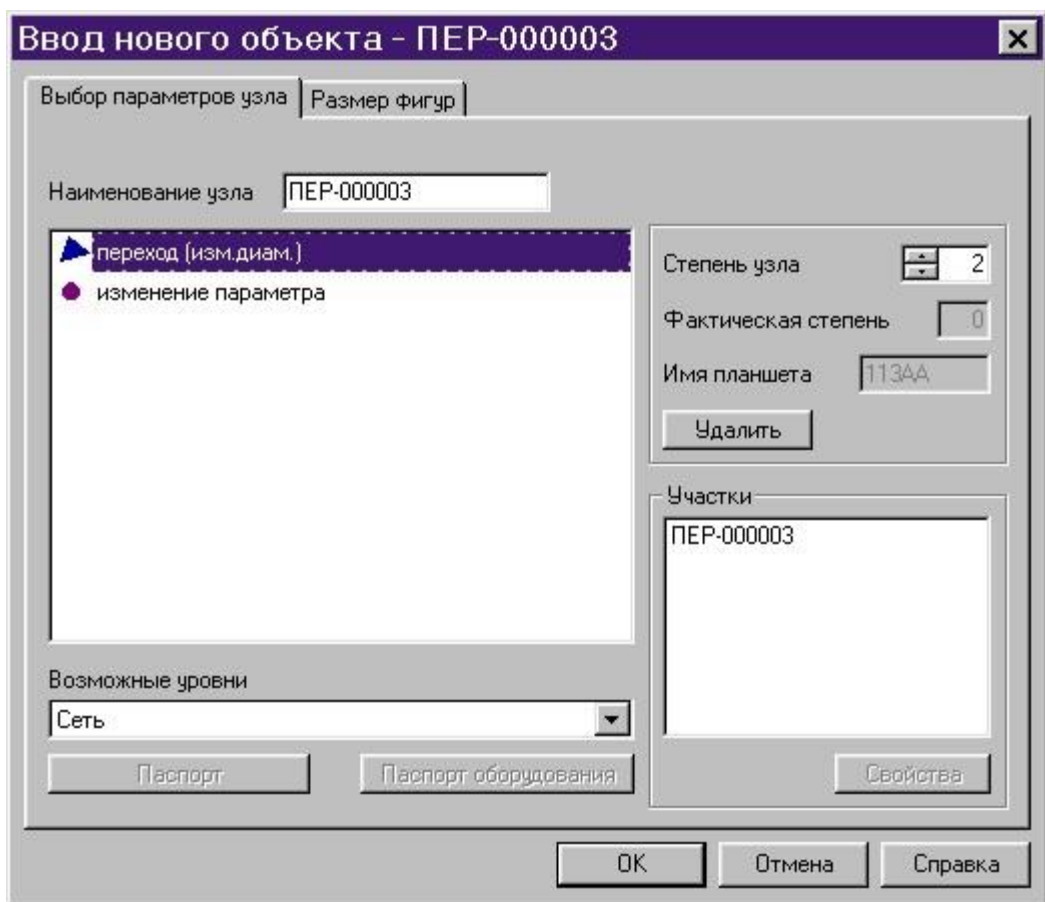 Ввод нового объекта - ПЕР-000003
Выбор параметров узла
Размер фигур
Наименование узла
ПЕР-000003
переход (изм.диам.)
изменение параметра
Степень узла
2
Фактическая степень
0
Имя планшета
113АА
Удалить
Участки
ПЕР-000003
Возможные уровни
Сеть
Паспорт
Паспорт оборудования
Свойства
OK
Отмена
Справка